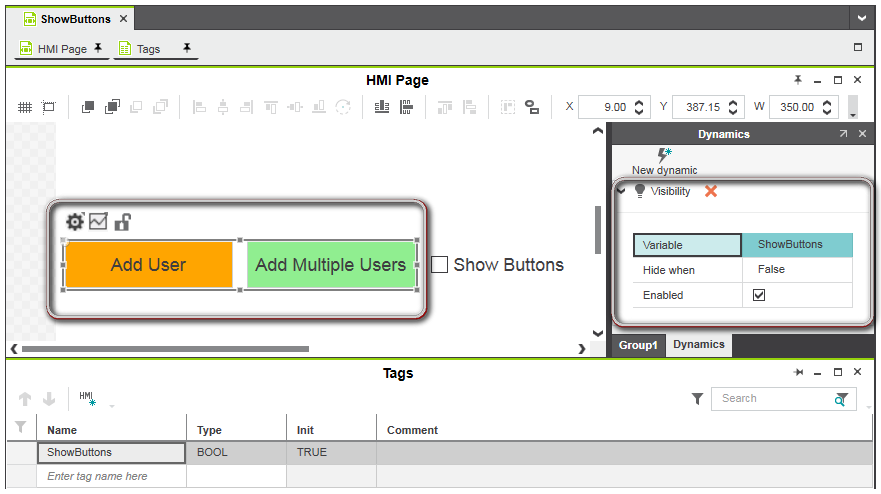 ShowButtons
HMI Page
Tags
HMI Page
X 9.00 Y 387.15 W 350.00
Dynamics
New dynamic
Visibility
Variable ShowButtons
Hide when False
Enabled
Add User Add Multiple Users Show Buttons
Group1 Dynamics
Tags
HMI
Search
Name Type Init Comment
ShowButtons BOOL TRUE
Enter tag name here